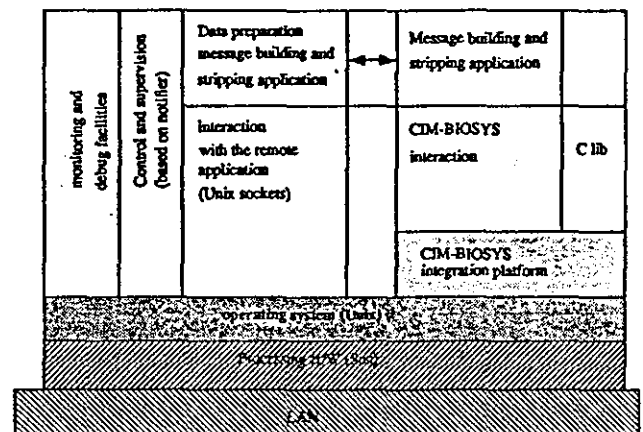 monitoring and
debug facilities
Control and supervision
(based on notifier)
Data preparation
message building and
stripping application
Message building and
stripping application
Interaction
with the remote
application
(Unix sockets)
CIM-BIOSYS
interaction
C lib
CIM-BIOSYS
integration platform
operating system (Unix)
Processing H/W (Sun)
LAN